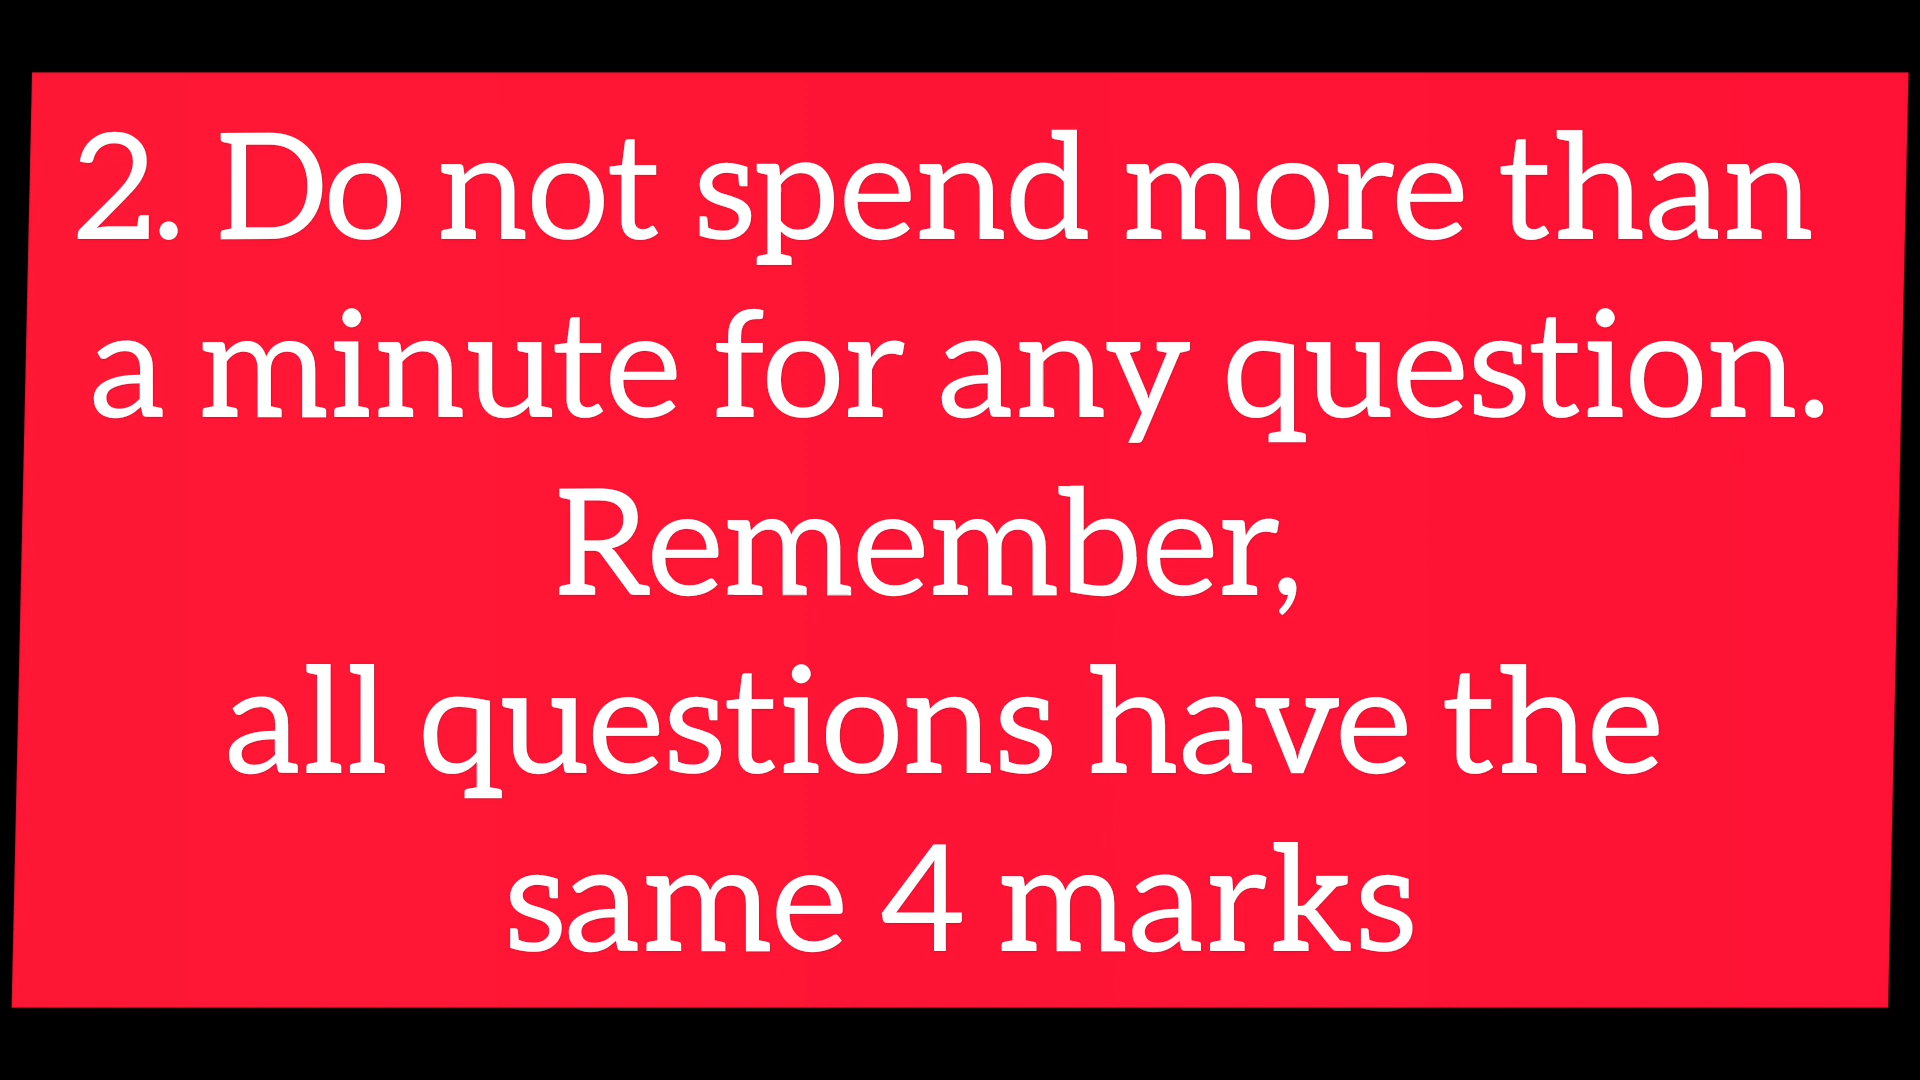 2. Do not spend more than
a minute for any question.
Remember,
all questions have the
same 4 marks